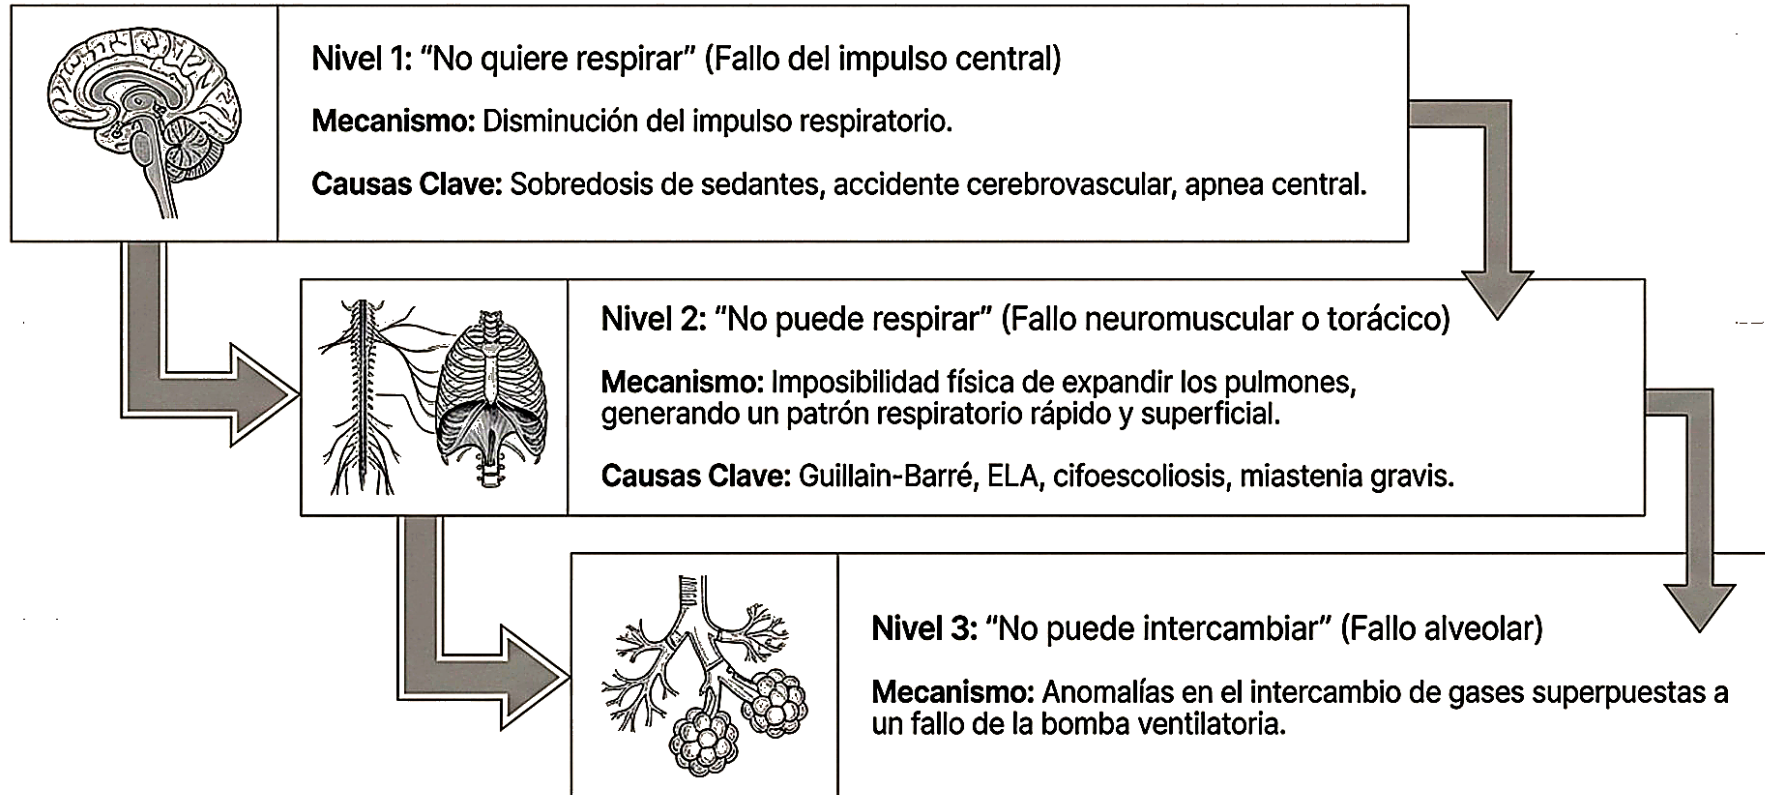 Nivel 1: “No quiere respirar” (Fallo del impulso central)
Mecanismo: Disminución del impulso respiratorio.
Causas Clave: Sobredosis de sedantes, accidente cerebrovascular, apnea central.
Nivel 2: “No puede respirar” (Fallo neuromuscular o torácico)
Mecanismo: Imposibilidad física de expandir los pulmones,
generando un patrón respiratorio rápido y superficial.
Causas Clave: Guillain-Barré, ELA, cifoescoliosis, miastenia gravis.
Nivel 3: “No puede intercambiar” (Fallo alveolar)
Mecanismo: Anomalías en el intercambio de gases superpuestas a
un fallo de la bomba ventilatoria.